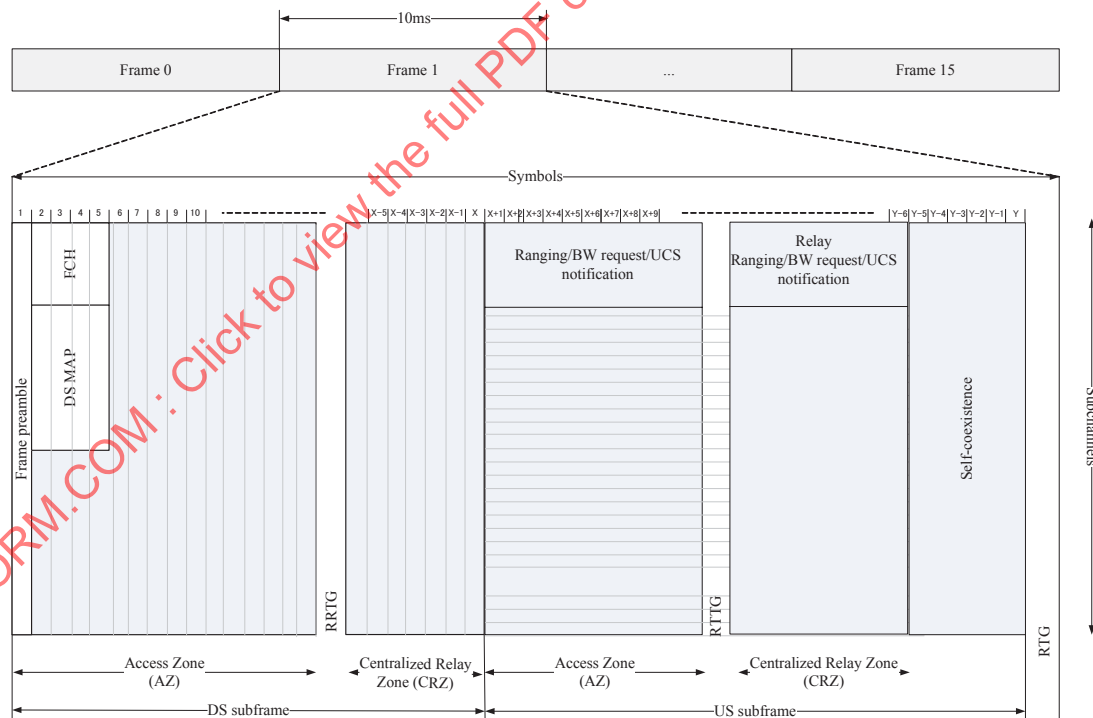 10ms
Frame 0
Frame 1
...
Frame 15
Symbols
1 2 3 4 5 6 7 8 9 10
X-5 X-4 X-3 X-2 X-1 X X+1 X+2 X+3 X+4 X+5 X+6 X+7 X+8 X+9
Y-6 Y-5 Y-4 Y-3 Y-2 Y-1 Y
Frame preamble
FCH
DS MAP
RRTG
Ranging/BW request/UCS
notification
RTTG
Relay
Ranging/BW request/UCS
notification
Self-coexistence
RTG
Subchannels
Access Zone
(AZ)
Centralized Relay
Zone (CRZ)
Access Zone
(AZ)
Centralized Relay Zone
(CRZ)
DS subframe
US subframe
ORM.COM : Click to view the full PDF